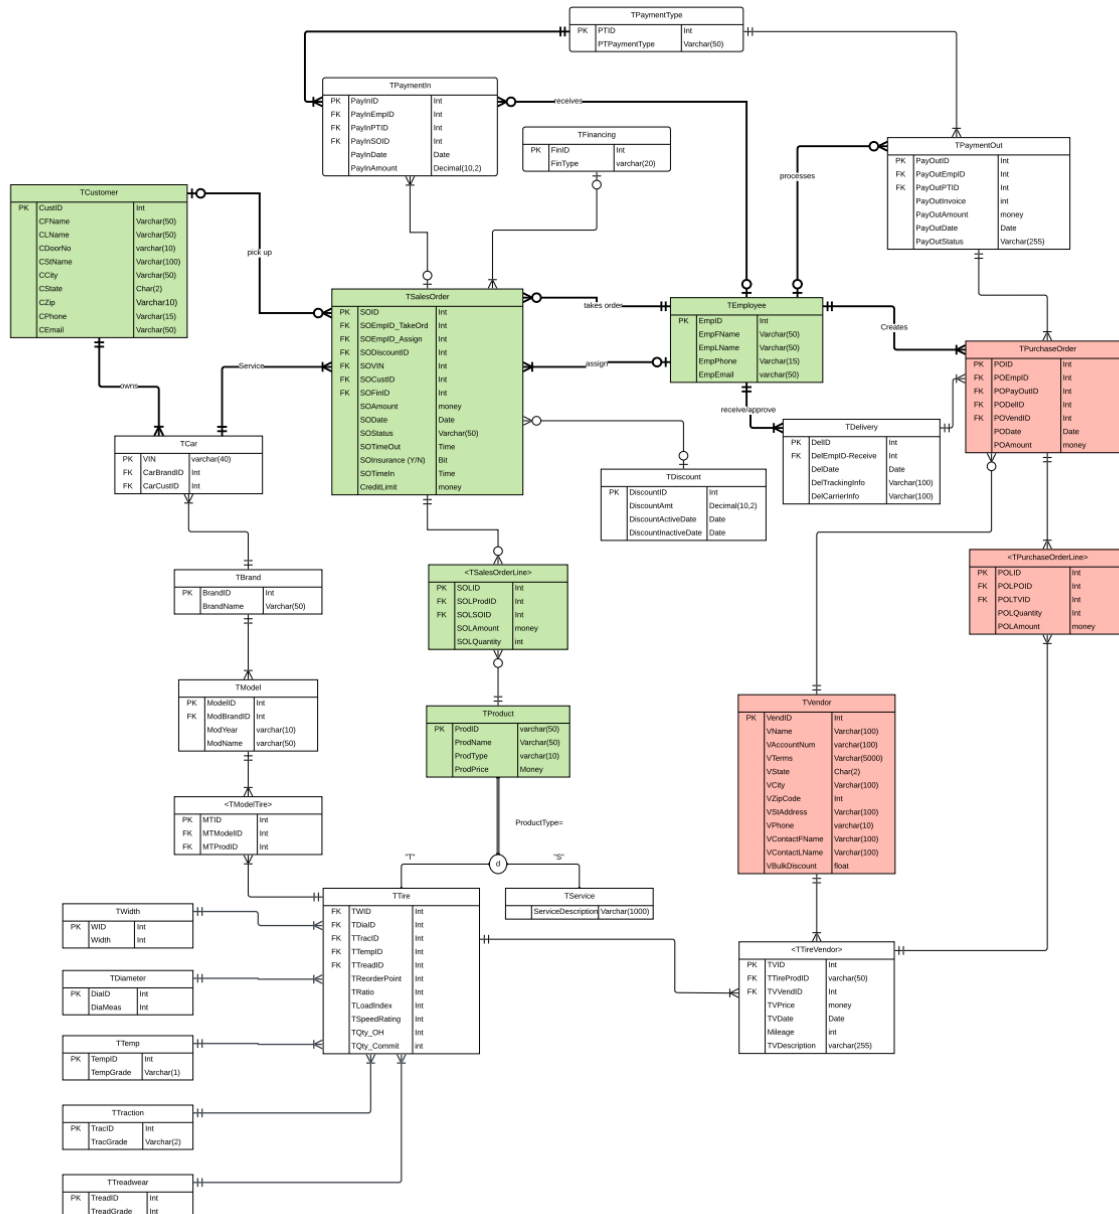 TPaymentType
PK PTID Int
PTPaymentType Varchar(50)
TPaymentIn
PK PayInID Int
FK PayInEmpID Int
FK PayInPTID Int
FK PayInSOID Int
PayInDate Date
PayInAmount Decimal(10,2)
receives
TFinancing
PK FinID Int
FinType varchar(20)
TPaymentOut
PK PayOutID Int
FK PayOutEmpID Int
FK PayOutPTID Int
PayOutInvoice int
PayOutAmount money
PayOutDate Date
PayOutStatus Varchar(255)
processes
TCustomer
PK CustID Int
CFName Varchar(50)
CLName Varchar(50)
CDoorNo varchar(10)
CStName Varchar(100)
CCity Varchar(50)
CState Char(2)
CZip Varchar10)
CPhone Varchar(15)
CEmail Varchar(50)
pick up
TSalesOrder
PK SOID Int
FK SOEmpID_TakeOrd Int
FK SOEmpID_Assign Int
FK SODiscountID Int
FK SOVIN Int
FK SOCustID Int
FK SOFinID Int
SOAmount money
SODate Date
SOStatus Varchar(50)
SOTimeOut Time
SOInsurance (Y/N) Bit
SOTimeIn Time
CreditLimit money
takes order
TEmployee
PK EmpID Int
EmpFName Varchar(50)
EmpLName Varchar(50)
EmpPhone Varchar(15)
EmpEmail varchar(50)
Creates
TPurchaseOrder
PK POID Int
FK POEmpID Int
FK POPayOutID Int
FK PODelID Int
FK POVendID Int
PODate Date
POAmount money
Service
assign
owns
receive/approve
TCar
PK VIN varchar(40)
FK CarBrandID Int
FK CarCustID Int
TDelivery
PK DelID Int
FK DelEmpID-Receive Int
DelDate Date
DelTrackingInfo Varchar(100)
DelCarrierInfo Varchar(100)
TDiscount
PK DiscountID Int
DiscountAmt Decimal(10,2)
DiscountActiveDate Date
DiscountInactiveDate Date
<TPurchaseOrderLine>
PK POLID Int
FK POLPOID Int
FK POLTVID Int
POLQuantity Int
POLAmount money
TBrand
PK BrandID Int
BrandName Varchar(50)
<TSalesOrderLine>
PK SOLID Int
FK SOLProdID Int
FK SOLSOID Int
SOLAmount money
SOLQuantity int
TModel
PK ModelID Int
FK ModBrandID Int
ModYear varchar(10)
ModName varchar(50)
TProduct
PK ProdID varchar(50)
ProdName Varchar(50)
ProdType varchar(10)
ProdPrice Money
TVendor
PK VendID Int
VName Varchar(100)
VAccountNum varchar(100)
VTerms Varchar(5000)
VState Char(2)
VCity Varchar(100)
VZipCode Int
VStAddress Varchar(100)
VPhone varchar(10)
VContactFName Varchar(100)
VContactLName Varchar(100)
VBulkDiscount float
<TModelTire>
PK MTID Int
FK MTModelID Int
FK MTProdID Int
ProductType=
"T" d "S"
TTire
FK TWID Int
FK TDiaID Int
FK TTracID Int
FK TTempID Int
FK TTreadID Int
TReorderPoint Int
TRatio Int
TLoadIndex Int
TSpeedRating Int
TQty_OH Int
TQty_Commit int
TService
ServiceDescription Varchar(1000)
TWidth
PK WID Int
Width Int
<TTireVendor>
PK TVID Int
FK TTireProdID varchar(50)
FK TVVendID Int
TVPrice money
TVDate Date
Mileage int
TVDescription varchar(255)
TDiameter
PK DiaID Int
DiaMeas Int
TTemp
PK TempID Int
TempGrade Varchar(1)
TTraction
PK TracID Int
TracGrade Varchar(2)
TTreadwear
PK TreadID Int
TreadGrade Int